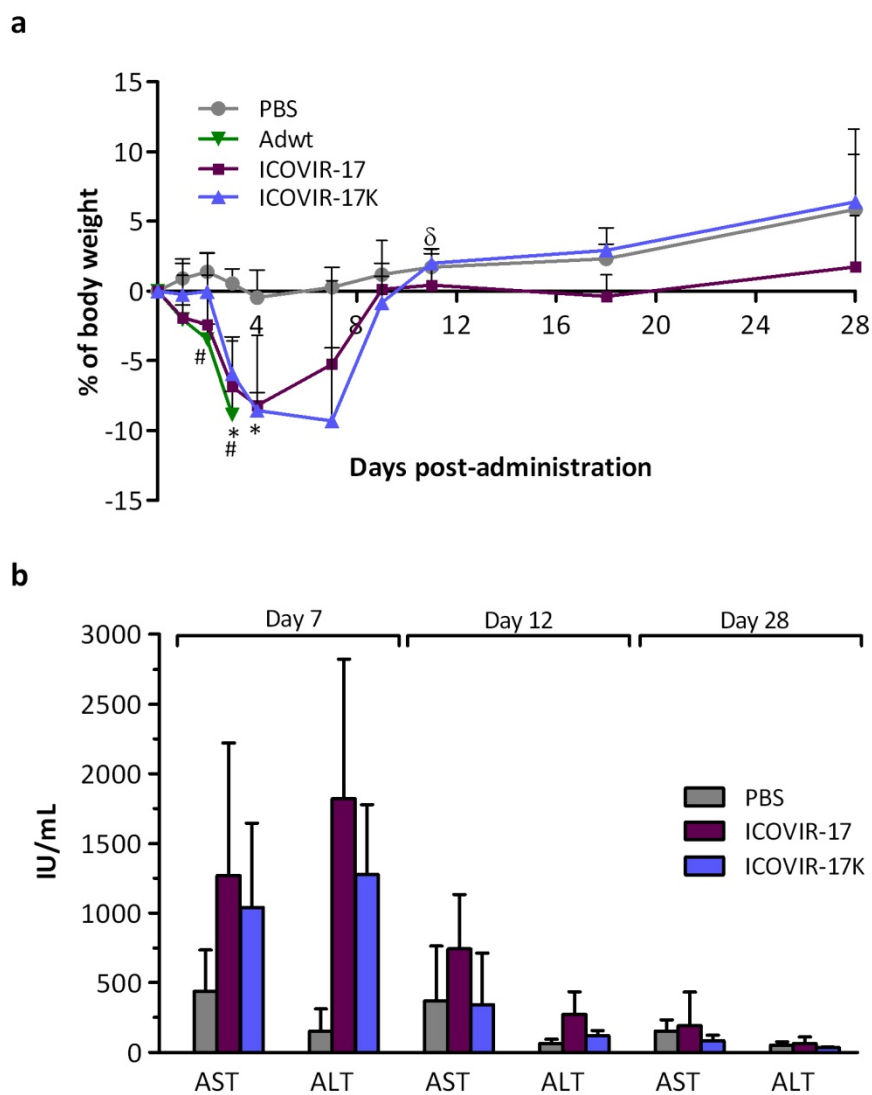 a
15
10
5
0
-5
-10
-15
% of body weight
PBS
Adwt
ICOVIR-17
ICOVIR-17K
δ
4 8 12 16 20 24 28
#
* *
#
Days post-administration
b
Day 7 Day 12 Day 28
3000
2500
2000
1500
1000
500
0
IU/mL
PBS
ICOVIR-17
ICOVIR-17K
AST ALT AST ALT AST ALT